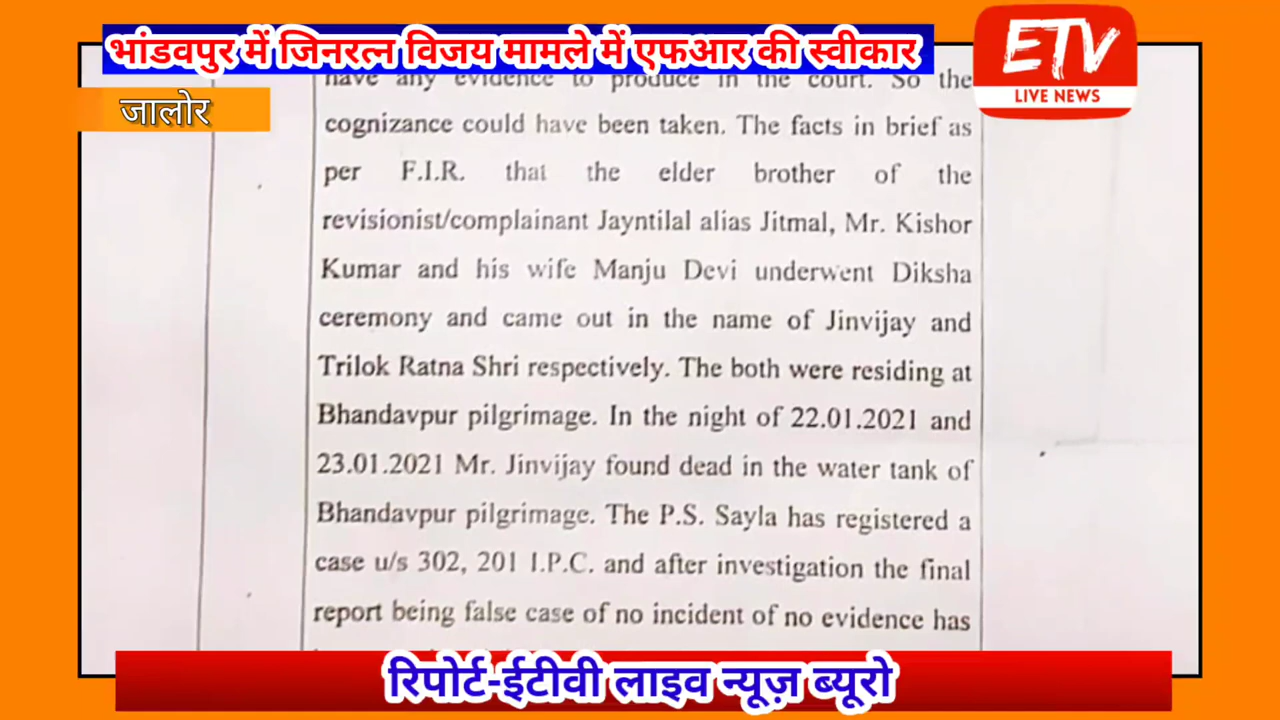 भांडवपुर में जिनरत्न विजय मामले में एफआर की स्वीकार
ETV
LIVE NEWS
जालोर
have any evidence to produce in the court. So the
cognizance could have been taken. The facts in brief as
per F.I.R. that the elder brother of the
revisionist/complainant Jayntilal alias Jitmal, Mr. Kishor
Kumar and his wife Manju Devi underwent Diksha
ceremony and came out in the name of Jinvijay and
Trilok Ratna Shri respectively. The both were residing at
Bhandavpur pilgrimage. In the night of 22.01.2021 and
23.01.2021 Mr. Jinvijay found dead in the water tank of
Bhandavpur pilgrimage. The P.S. Sayla has registered a
case u/s 302, 201 I.P.C. and after investigation the final
report being false case of no incident of no evidence has
रिपोर्ट-ईटीवी लाइव न्यूज़ ब्यूरो